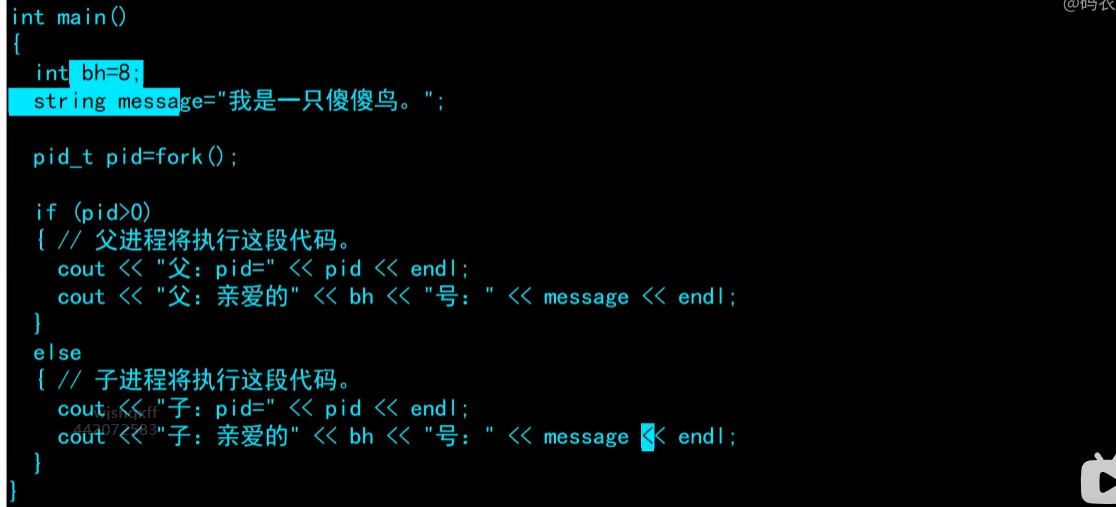 @码农
int main()
{
int bh=8;
string message="我是一只傻傻鸟。";
pid_t pid=fork();
if (pid>0)
{ // 父进程将执行这段代码。
cout << "父：pid=" << pid << endl;
cout << "父：亲爱的" << bh << "号：" << message << endl;
}
else
{ // 子进程将执行这段代码。
cout << "子：pid=" << pid << endl;
cout << "子：亲爱的" << bh << "号：" << message << endl;
}
}